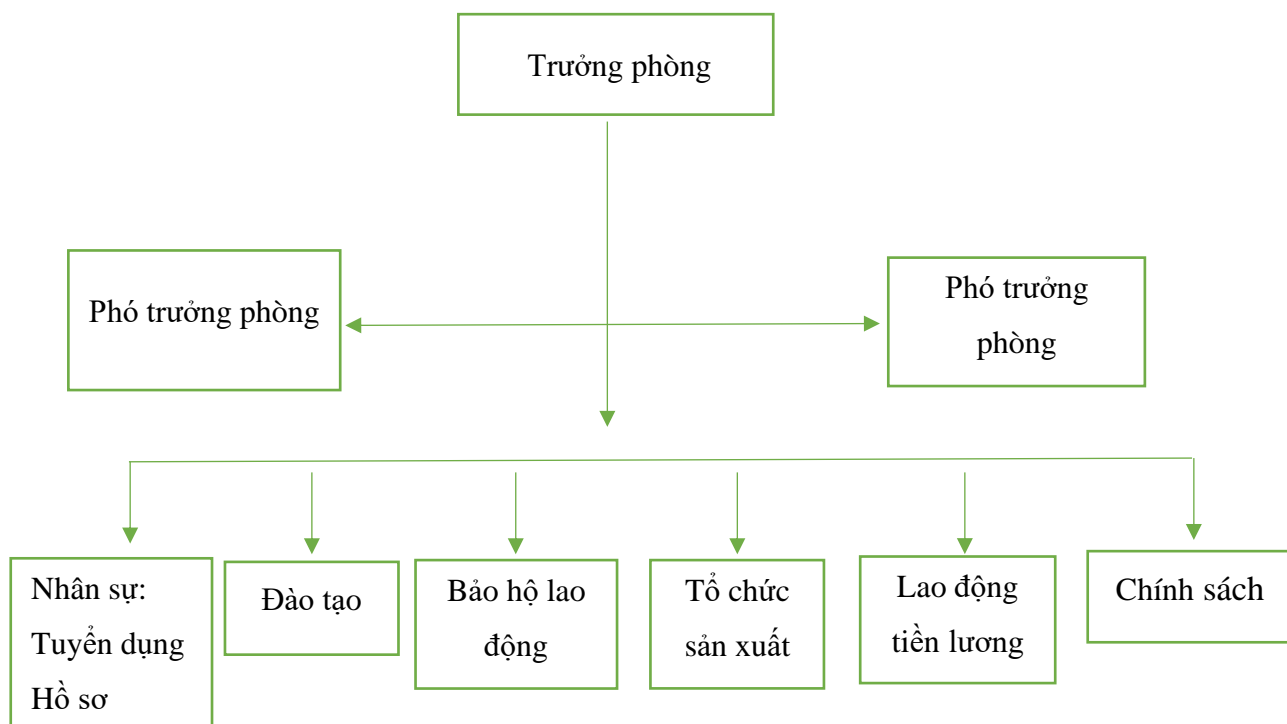 Trưởng phòng
Phó trưởng phòng
Phó trưởng
phòng
Nhân sự:
Tuyển dụng
Hồ sơ
Đào tạo
Bảo hộ lao
động
Tổ chức
sản xuất
Lao động
tiền lương
Chính sách